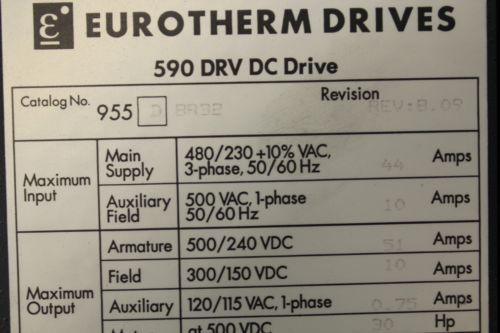 EUROTHERM DRIVES
590 DRV DC Drive
Catalog No. 955 D 8R32 Revision REV:8.09
Maximum Input Main Supply 480/230 +10% VAC, 3-phase, 50/60 Hz 44 Amps
Auxiliary Field 500 VAC, 1-phase 50/60 Hz 10 Amps
Maximum Output Armature 500/240 VDC 51 Amps
Field 300/150 VDC 10 Amps
Auxiliary 120/115 VAC, 1-phase 0.75 Amps
at 500 VDC 30 Hp